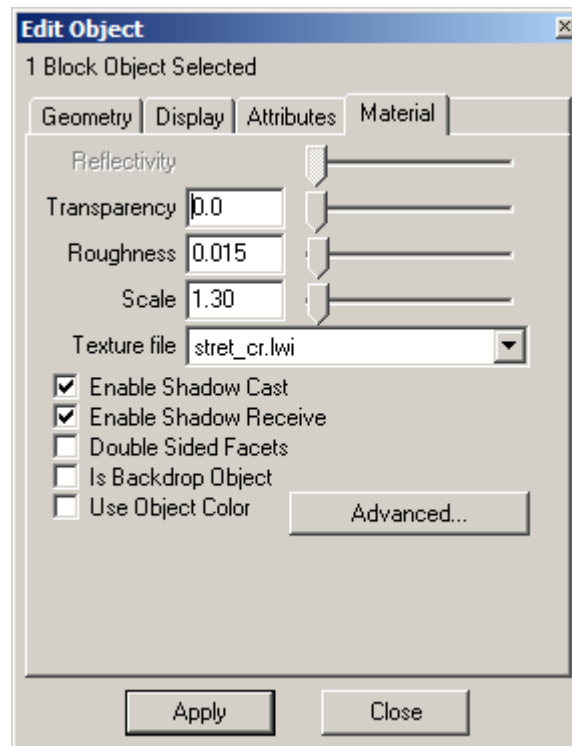 Edit Object
1 Block Object Selected
Geometry Display Attributes Material
Reflectivity
Transparency 0.0
Roughness 0.015
Scale 1.30
Texture file stret_cr.lwi
Enable Shadow Cast
Enable Shadow Receive
Double Sided Facets
Is Backdrop Object
Use Object Color Advanced...
Apply Close